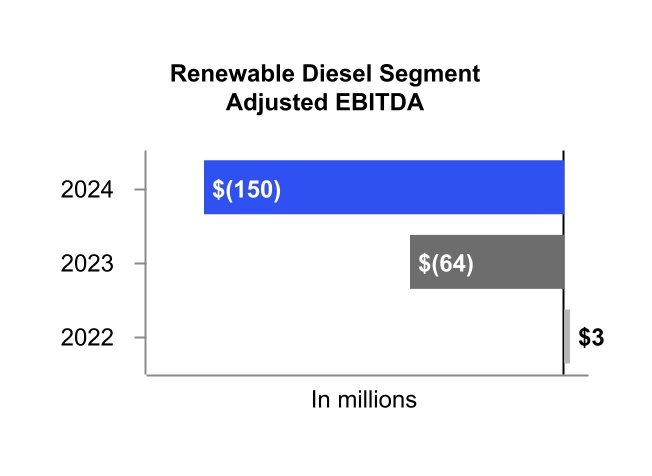 Renewable Diesel Segment
Adjusted EBITDA
2024 $(150)
2023 $(64)
2022 $3
In millions